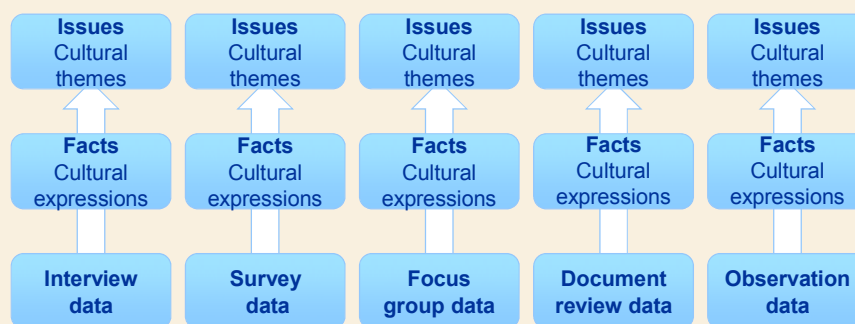 Issues
Cultural
themes
Issues
Cultural
themes
Issues
Cultural
themes
Issues
Cultural
themes
Issues
Cultural
themes
Facts
Cultural
expressions
Facts
Cultural
expressions
Facts
Cultural
expressions
Facts
Cultural
expressions
Facts
Cultural
expressions
Interview
data
Survey
data
Focus
group data
Document
review data
Observation
data